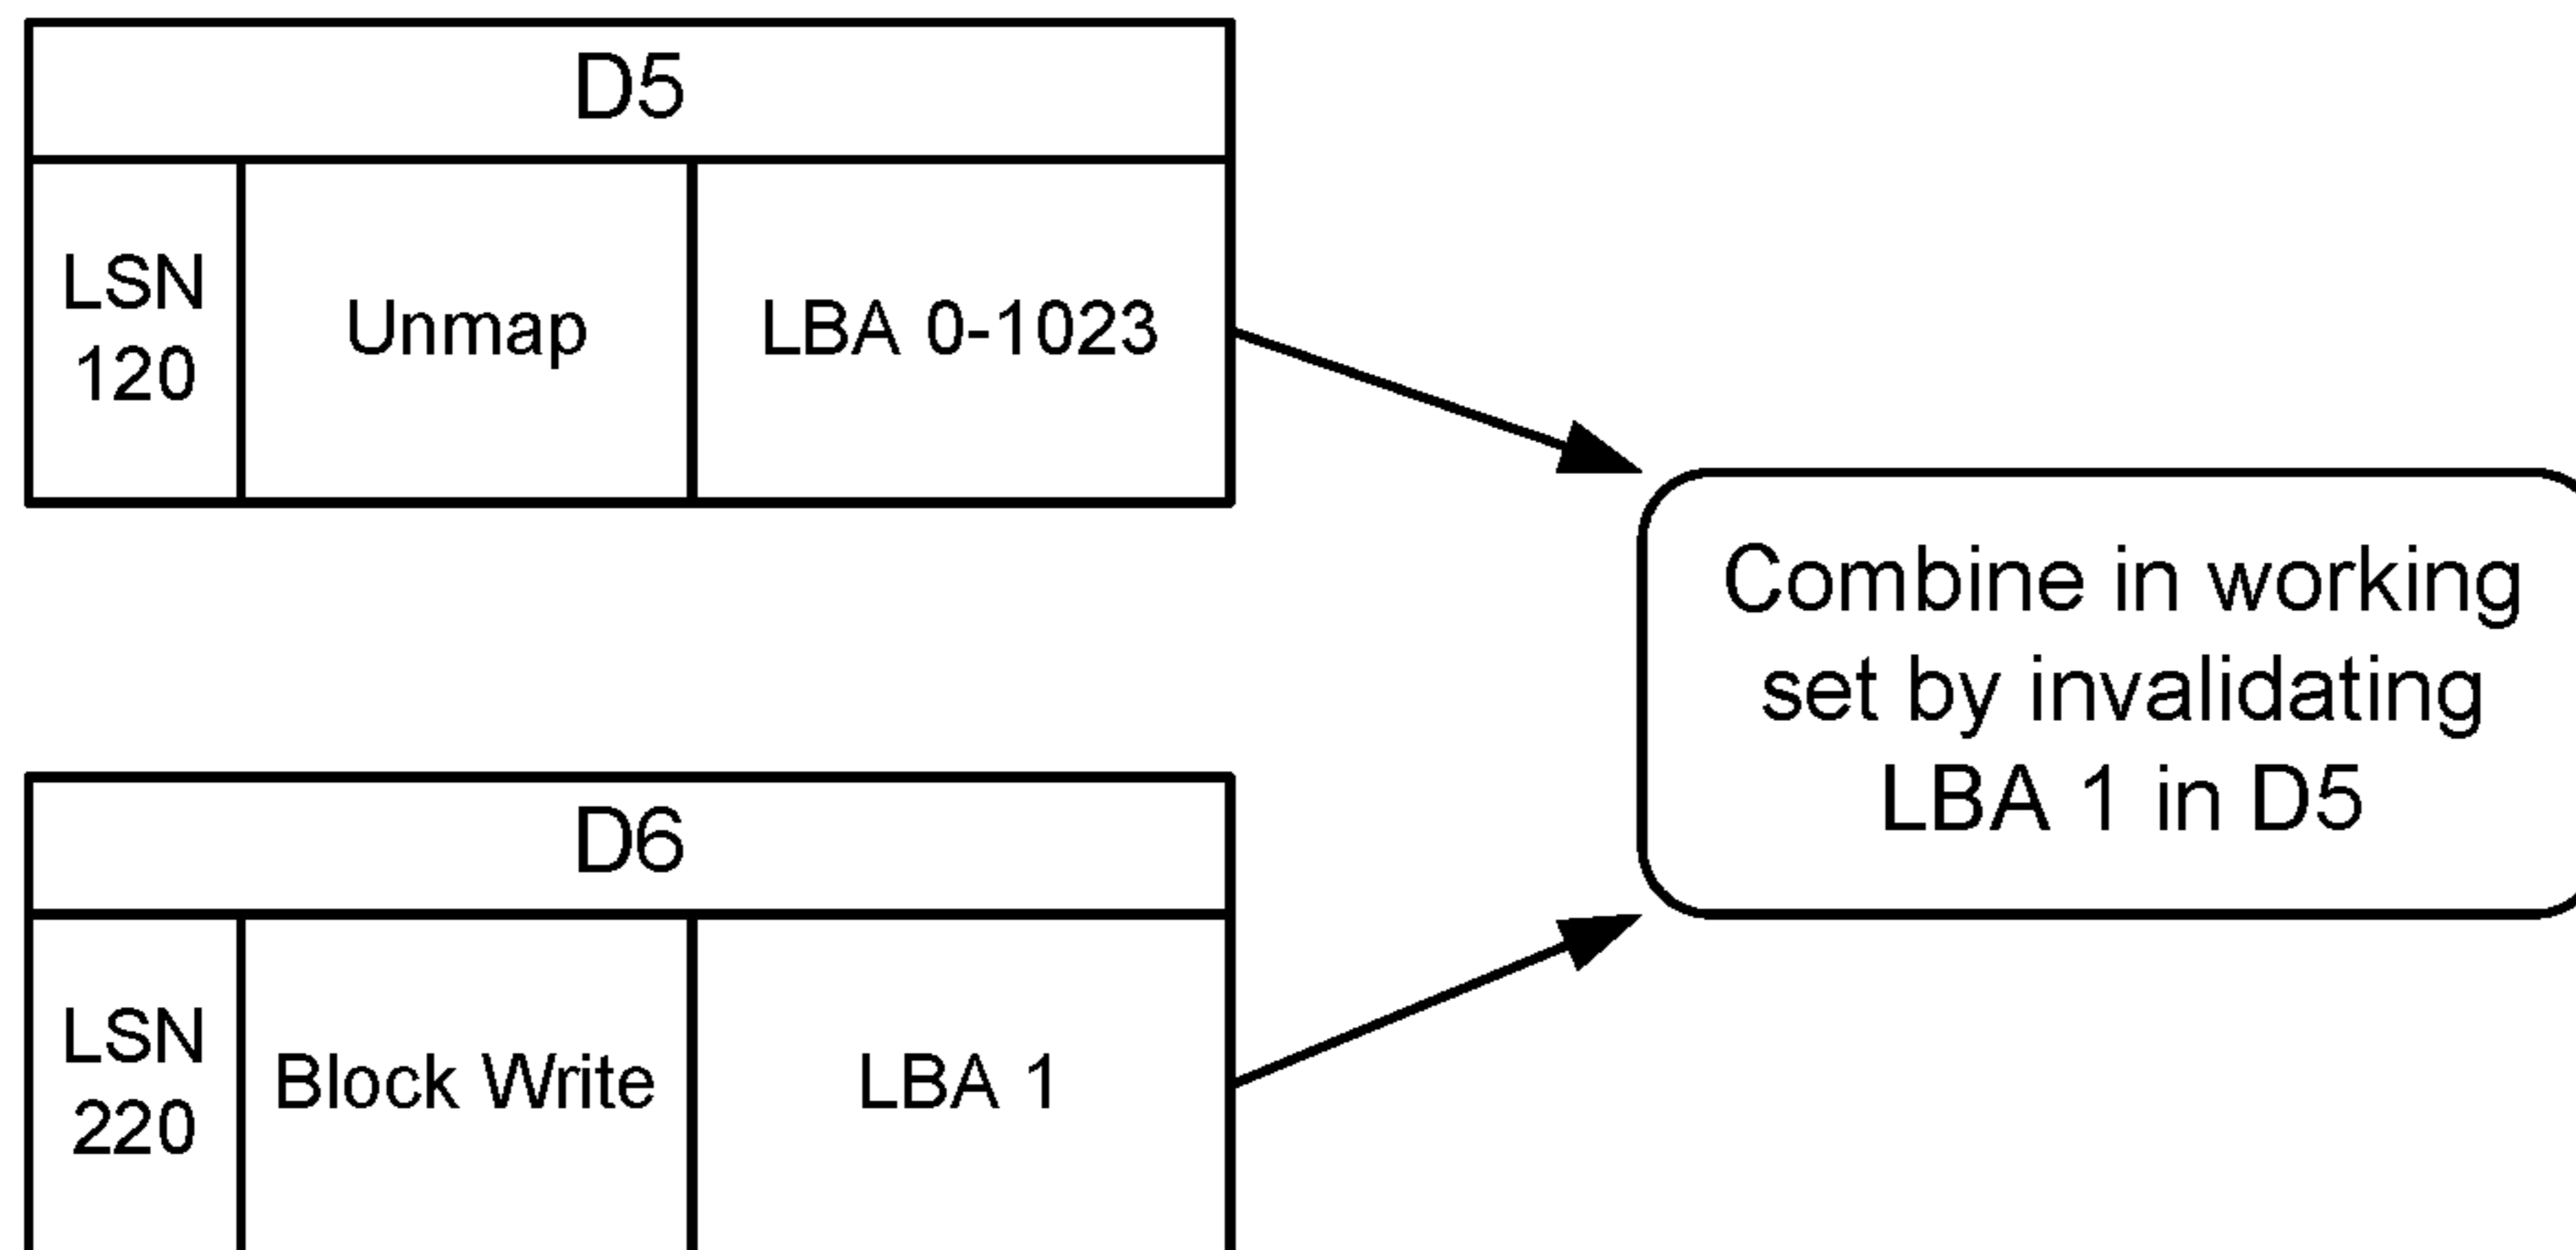 D5
LSN
120
Unmap
LBA 0-1023
Combine in working
set by invalidating
LBA 1 in D5
D6
LSN
220
Block Write
LBA 1